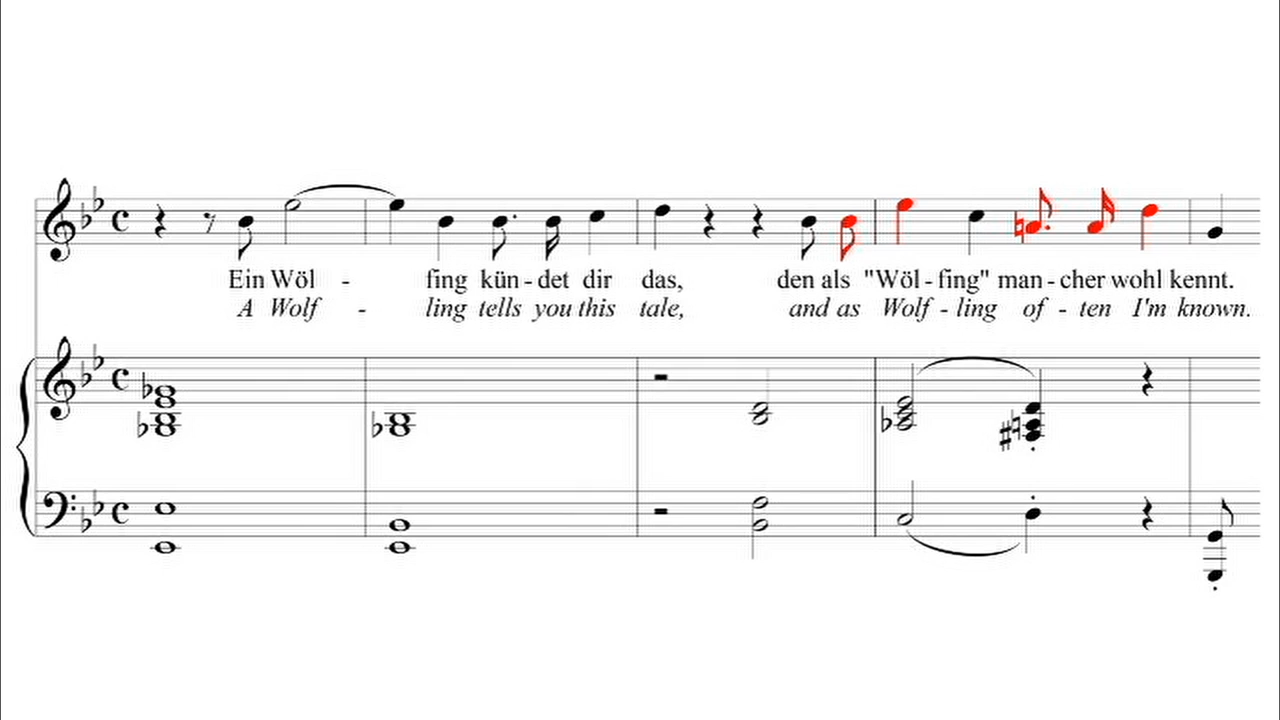 Ein Wöl - fing kün - det dir das, den als "Wöl - fing" man - cher wohl kennt.
A Wolf - ling tells you this tale, and as Wolf - ling of - ten I'm known.